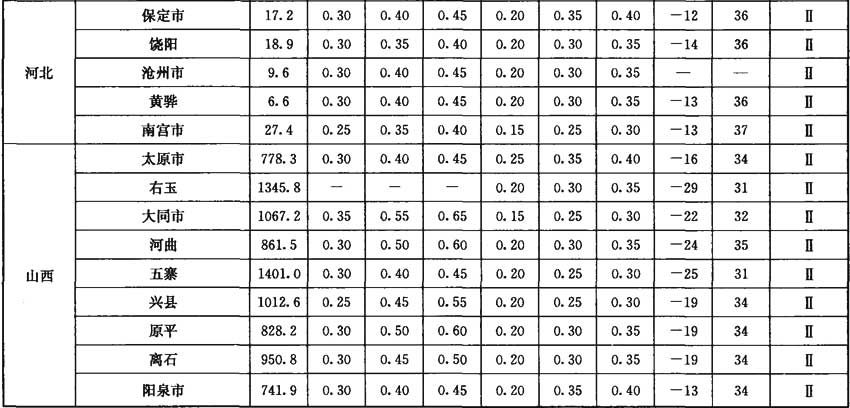 河北 保定市 17.2 0.30 0.40 0.45 0.20 0.35 0.40 -12 36 Ⅱ
饶阳 18.9 0.30 0.35 0.40 0.20 0.30 0.35 -14 36 Ⅱ
沧州市 9.6 0.30 0.40 0.45 0.20 0.30 0.35 — — Ⅱ
黄骅 6.6 0.30 0.40 0.45 0.20 0.30 0.35 -13 36 Ⅱ
南宫市 27.4 0.25 0.35 0.40 0.15 0.25 0.30 -13 37 Ⅱ
山西 太原市 778.3 0.30 0.40 0.45 0.25 0.35 0.40 -16 34 Ⅱ
右玉 1345.8 — — — 0.20 0.30 0.35 -29 31 Ⅱ
大同市 1067.2 0.35 0.55 0.65 0.15 0.25 0.30 -22 32 Ⅱ
河曲 861.5 0.30 0.50 0.60 0.20 0.30 0.35 -24 35 Ⅱ
五寨 1401.0 0.30 0.40 0.45 0.20 0.25 0.30 -25 31 Ⅱ
兴县 1012.6 0.25 0.45 0.55 0.20 0.25 0.30 -19 34 Ⅱ
原平 828.2 0.30 0.50 0.60 0.20 0.30 0.35 -19 34 Ⅱ
离石 950.8 0.30 0.45 0.50 0.20 0.30 0.35 -19 34 Ⅱ
阳泉市 741.9 0.30 0.40 0.45 0.20 0.35 0.40 -13 34 Ⅱ